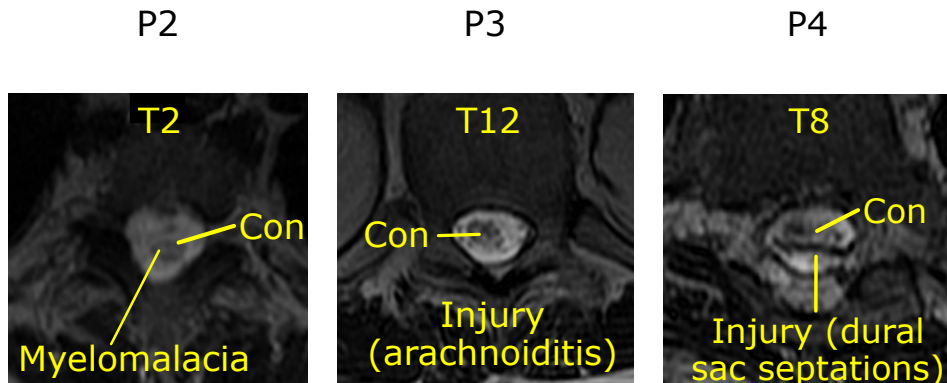 P2
P3
P4
T2
Con
Myelomalacia
T12
Con
Injury
(arachnoiditis)
T8
Con
Injury (dural
sac septations)